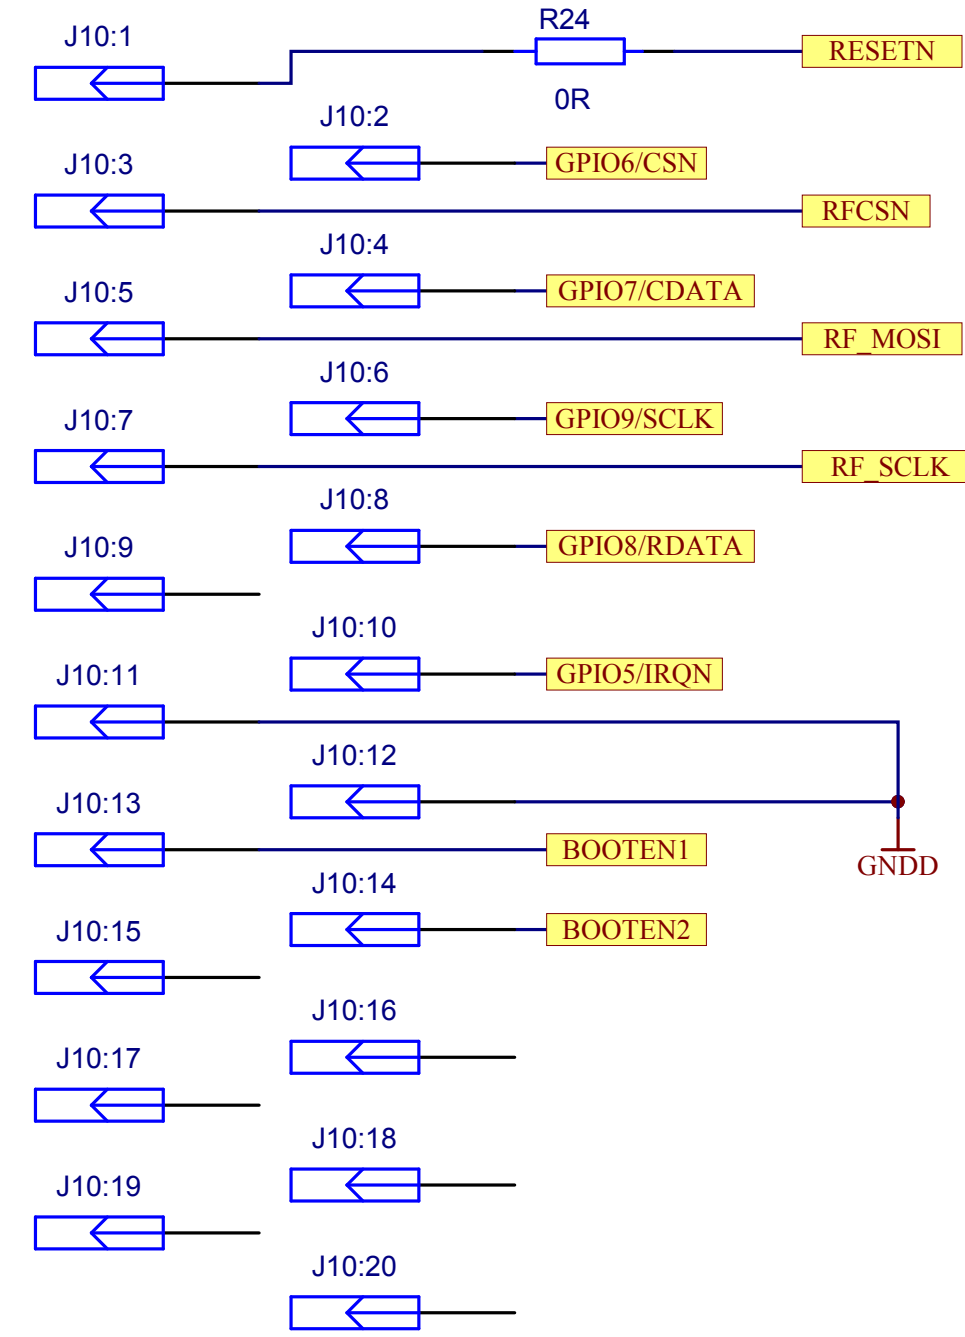 R24
J10:1
RESETN
0R
J10:2
J10:3
GPIO6/CSN
RFCSN
J10:4
J10:5
GPIO7/CDATA
RF_MOSI
J10:6
J10:7
GPIO9/SCLK
RF_SCLK
J10:8
J10:9
GPIO8/RDATA
J10:10
J10:11
GPIO5/IRQN
J10:12
J10:13
BOOTEN1
GNDD
J10:14
J10:15
BOOTEN2
J10:16
J10:17
J10:18
J10:19
J10:20